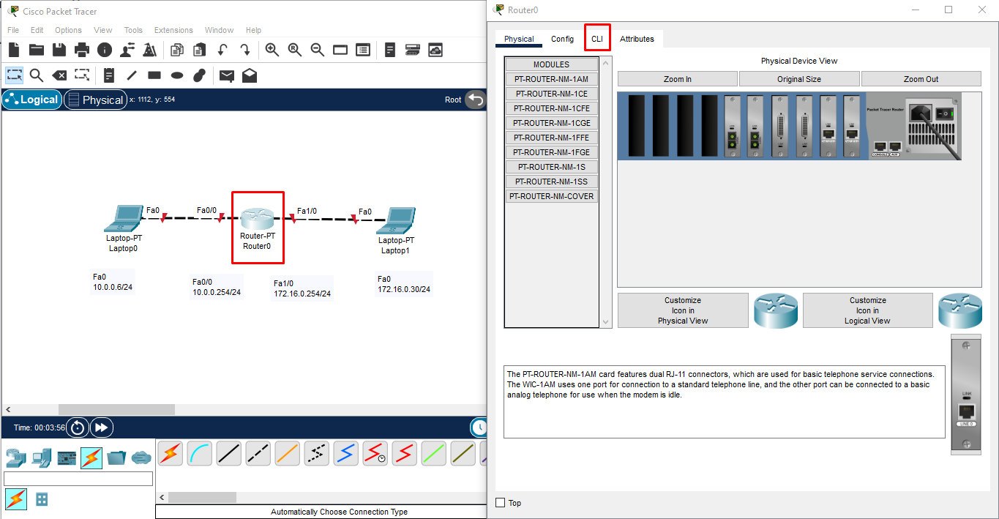 Cisco Packet Tracer
File Edit Options View Tools Extensions Window Help
Logical
Physical
x: 1112, y: 554
Root
Fa0
Fa0/0
Fa1/0
Fa0
Laptop-PT
Laptop0
Router-PT
Router0
Laptop-PT
Laptop1
Fa0
10.0.0.6/24
Fa0/0
10.0.0.254/24
Fa1/0
172.16.0.254/24
Fa0
172.16.0.30/24
Time: 00:03:56
Automatically Choose Connection Type
Router0
Physical Config CLI Attributes
MODULES
PT-ROUTER-NM-1AM
PT-ROUTER-NM-1CE
PT-ROUTER-NM-1CFE
PT-ROUTER-NM-1CGE
PT-ROUTER-NM-1FFE
PT-ROUTER-NM-1FGE
PT-ROUTER-NM-1S
PT-ROUTER-NM-1SS
PT-ROUTER-NM-COVER
Physical Device View
Zoom In
Original Size
Zoom Out
Packet Tracer Router
CONSOLE
AUX
Customize
Icon in
Physical View
Customize
Icon in
Logical View
The PT-ROUTER-NM-1AM card features dual RJ-11 connectors, which are used for basic telephone service connections.
The WIC-1AM uses one port for connection to a standard telephone line, and the other port can be connected to a basic
analog telephone for use when the modem is idle.
LINK
LINE 0
Top